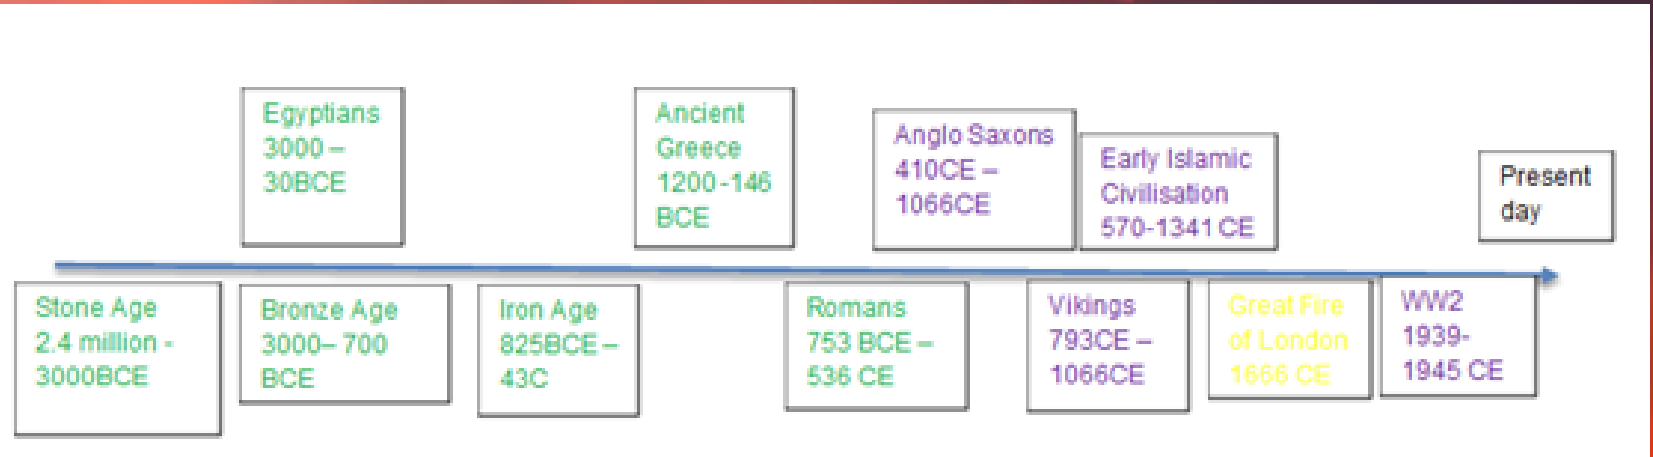 Egyptians
3000 –
30BCE
Ancient
Greece
1200-146
BCE
Anglo Saxons
410CE –
1066CE
Early Islamic
Civilisation
570-1341 CE
Present
day
Stone Age
2.4 million -
3000BCE
Bronze Age
3000– 700
BCE
Iron Age
825BCE –
43C
Romans
753 BCE –
536 CE
Vikings
793CE –
1066CE
Great Fire
of London
1666 CE
WW2
1939-
1945 CE